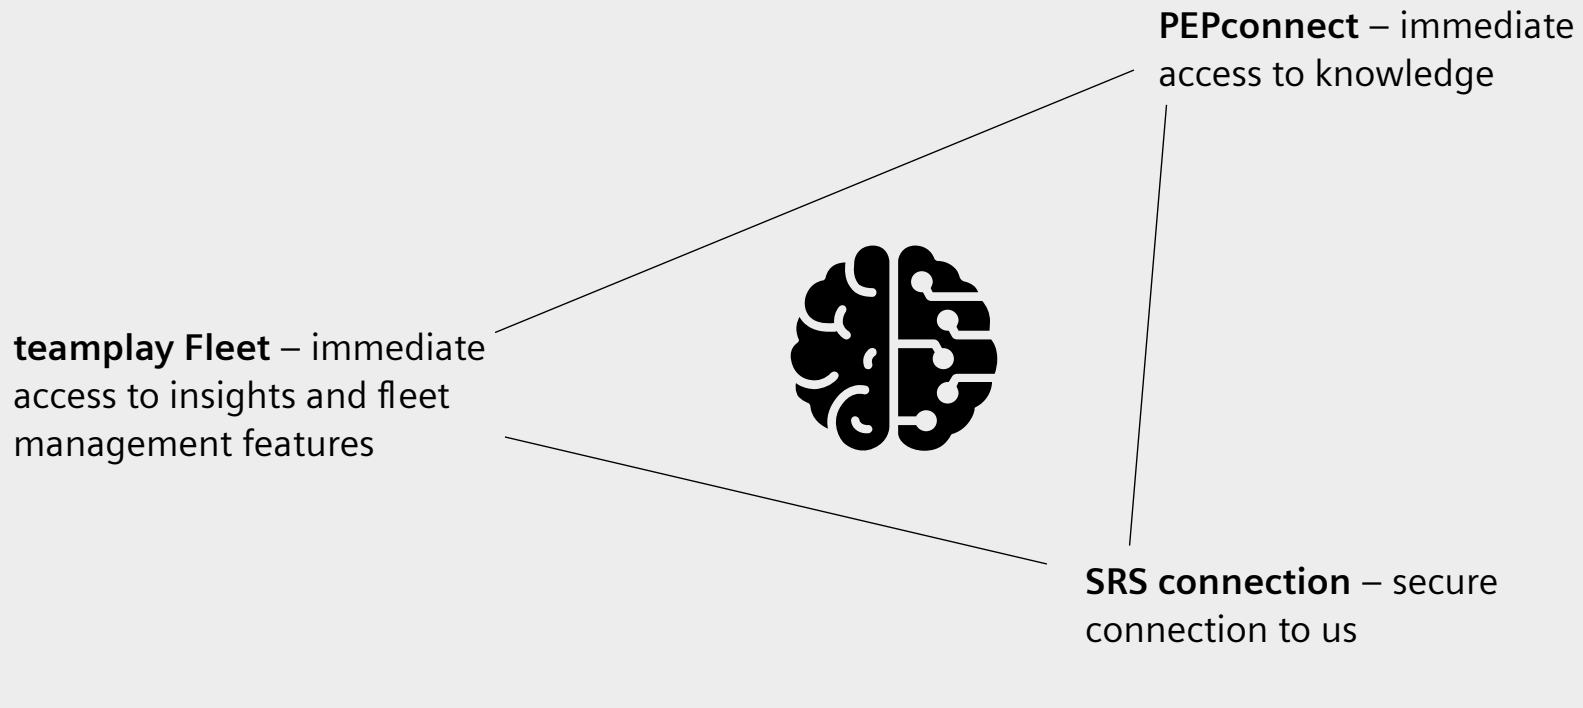 PEPconnect – immediate
access to knowledge
teamplay Fleet – immediate
access to insights and fleet
management features
SRS connection – secure
connection to us